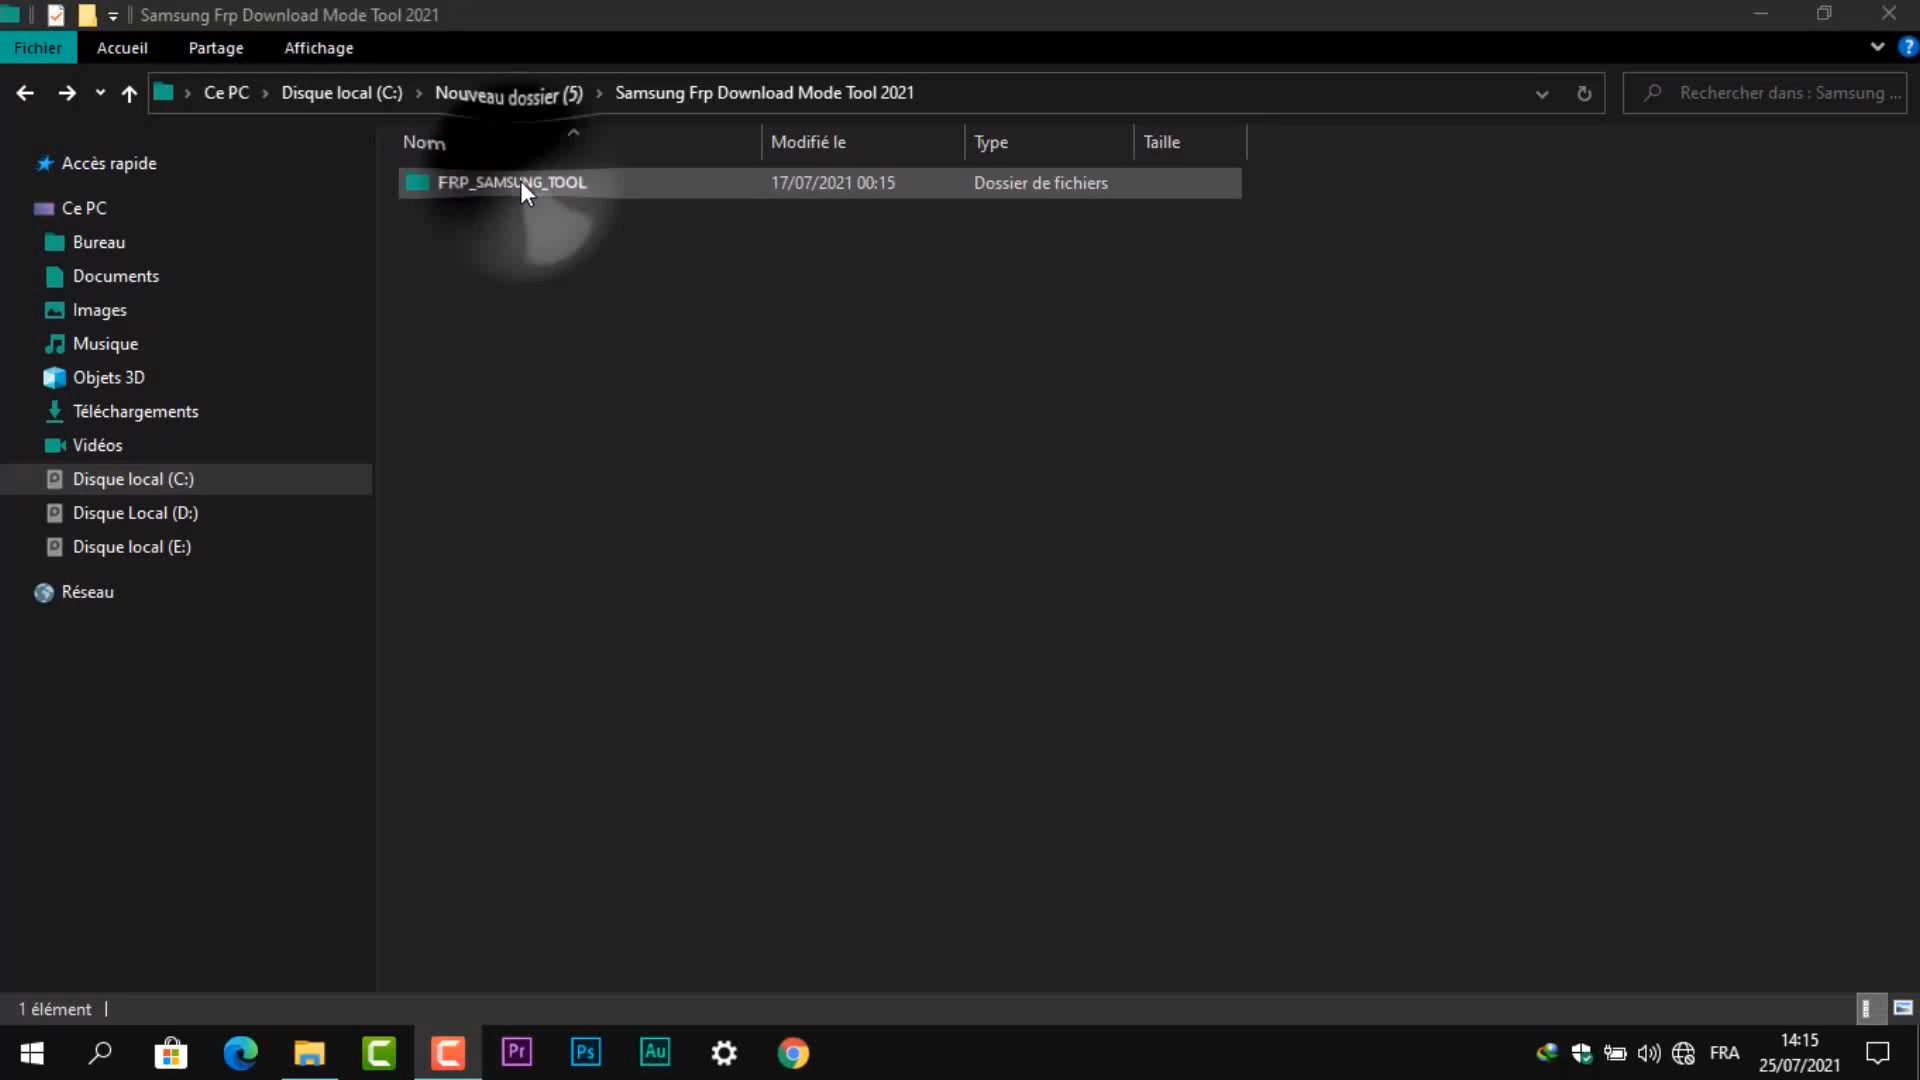 Samsung Frp Download Mode Tool 2021
Fichier Accueil Partage Affichage
Ce PC Disque local (C:) Nouveau dossier (5) Samsung Frp Download Mode Tool 2021
Rechercher dans : Samsung ...
Nom Modifié le Type Taille
FRP_SAMSUNG_TOOL 17/07/2021 00:15 Dossier de fichiers
Accès rapide
Ce PC
Bureau
Documents
Images
Musique
Objets 3D
Téléchargements
Vidéos
Disque local (C:)
Disque Local (D:)
Disque local (E:)
Réseau
1 élément
Pr Ps Au
FRA
14:15
25/07/2021